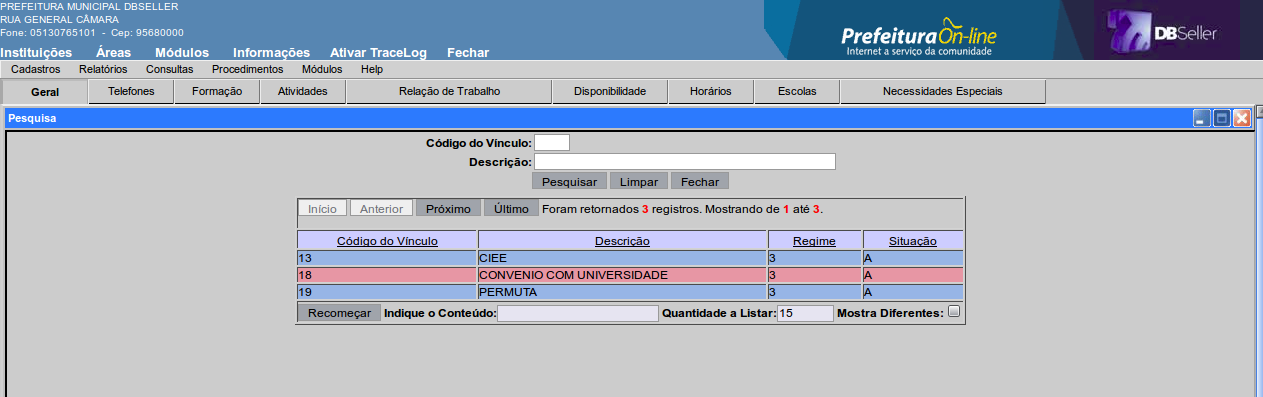 PREFEITURA MUNICIPAL DBSELLER
RUA GENERAL CÂMARA
Fone: 05130765101 - Cep: 95680000
Prefeitura On-line
Internet a serviço da comunidade
DBSeller
Instituições Áreas Módulos Informações Ativar TraceLog Fechar
Cadastros Relatórios Consultas Procedimentos Módulos Help
Geral Telefones Formação Atividades Relação de Trabalho Disponibilidade Horários Escolas Necessidades Especiais
Pesquisa
Código do Vínculo:
Descrição:
Pesquisar Limpar Fechar
Início Anterior Próximo Último Foram retornados 3 registros. Mostrando de 1 até 3.
Código do Vínculo Descrição Regime Situação
13 CIEE 3 A
18 CONVENIO COM UNIVERSIDADE 3 A
19 PERMUTA 3 A
Recomeçar Indique o Conteúdo: Quantidade a Listar: 15 Mostra Diferentes: